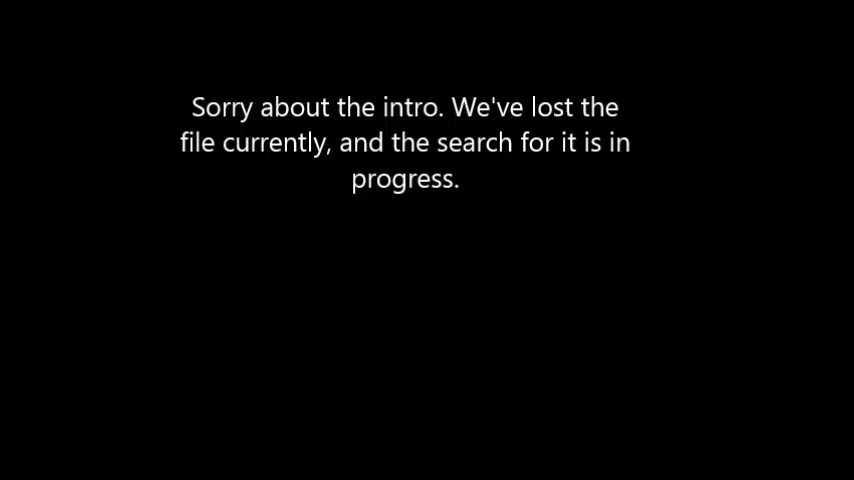 Sorry about the intro. We've lost the
file currently, and the search for it is in
progress.